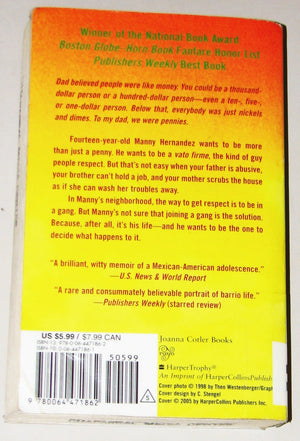 Winner of the National Book Award
Boston Globe–Horn Book Fanfare Honor List
Publishers Weekly Best Book
Dad believed people were like money. You could be a thousand-
dollar person or a hundred-dollar person—even a ten-, five-,
or one-dollar person. Below that, everybody was just nickels
and dimes. To my dad, we were pennies.
Fourteen-year-old Manny Hernandez wants to be more
than just a penny. He wants to be a vato firme, the kind of guy
people respect. But that's not easy when your father is abusive,
your brother can't hold a job, and your mother scrubs the house
as if she can wash her troubles away.
In Manny's neighborhood, the way to get respect is to be in
a gang. But Manny's not sure that joining a gang is the solution.
Because, after all, it's his life—and he wants to be the one to
decide what happens to it.
"A brilliant, witty memoir of a Mexican-American adolescence."
—U.S. News & World Report
"A rare and consummately believable portrait of barrio life."
—Publishers Weekly (starred review)
US $5.99 / $7.99 CAN
50599
9 780064 471862
Joanna Cotler Books
HarperTrophy®
An Imprint of HarperCollinsPublish
Cover photo © 1998 by Theo Westenberger/Graph
Cover design by C. Stengel
Cover © 2005 by HarperCollins Publishers Inc.